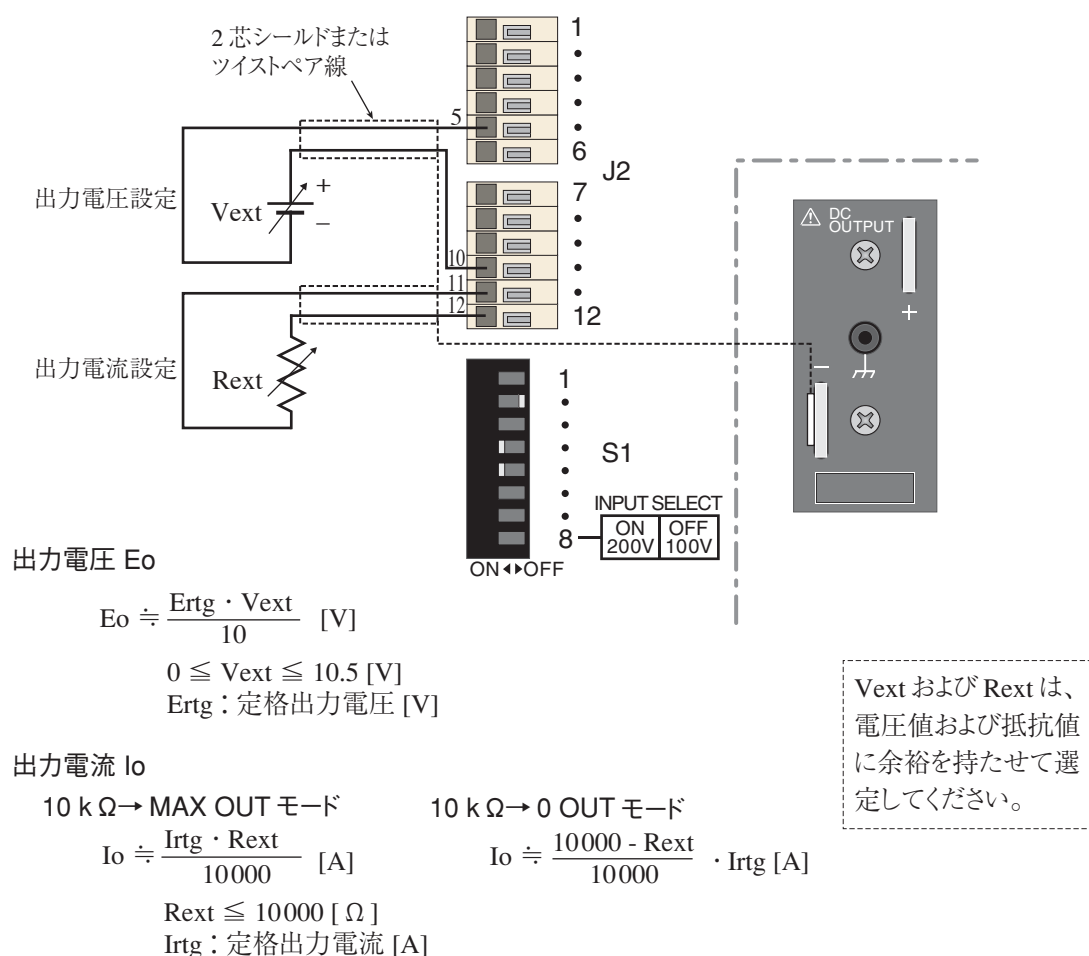 2 芯シールドまたは
ツイストペア線
1
•
•
•
•
6
5
J2
出力電圧設定
Vext
+
−
7
•
•
•
•
12
10
11
12
出力電流設定
Rext
1
•
•
•
•
•
•
8
S1
INPUT SELECT
ON 200V
OFF 100V
ON◂▸OFF
DC
OUTPUT
+
−
出力電圧 Eo
Eo ≒ Ertg・Vext / 10 [V]
0 ≦ Vext ≦ 10.5 [V]
Ertg：定格出力電圧 [V]
Vext および Rext は、
電圧値および抵抗値
に余裕を持たせて選
定してください。
出力電流 Io
10 k Ω→ MAX OUT モード
Io ≒ Irtg・Rext / 10000 [A]
Rext ≦ 10000 [ Ω ]
Irtg：定格出力電流 [A]
10 k Ω→ 0 OUT モード
Io ≒ 10000 - Rext / 10000 ・Irtg [A]